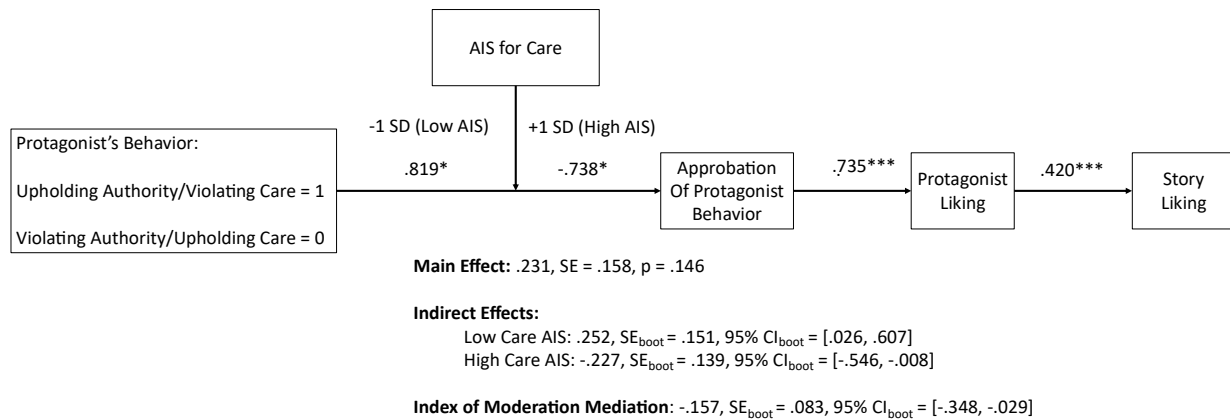 AIS for Care
-1 SD (Low AIS)
+1 SD (High AIS)
Protagonist's Behavior:
Upholding Authority/Violating Care = 1
Violating Authority/Upholding Care = 0
.819*
-.738*
Approbation
Of Protagonist
Behavior
.735***
Protagonist
Liking
.420***
Story
Liking
Main Effect: .231, SE = .158, p = .146
Indirect Effects:
Low Care AIS: .252, SEboot = .151, 95% CIboot = [.026, .607]
High Care AIS: -.227, SEboot = .139, 95% CIboot = [-.546, -.008]
Index of Moderation Mediation: -.157, SEboot = .083, 95% CIboot = [-.348, -.029]